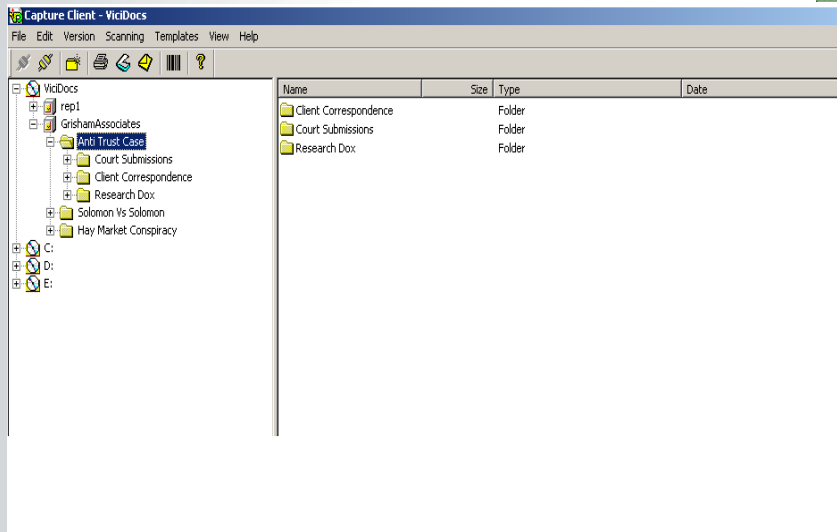 Capture Client - ViciDocs
File Edit Version Scanning Templates View Help
ViciDocs
rep1
GrishamAssociates
Anti Trust Case
Court Submissions
Client Correspondence
Research Dox
Solomon Vs Solomon
Hay Market Conspiracy
C:
D:
E:
Name Size Type Date
Client Correspondence Folder
Court Submissions Folder
Research Dox Folder